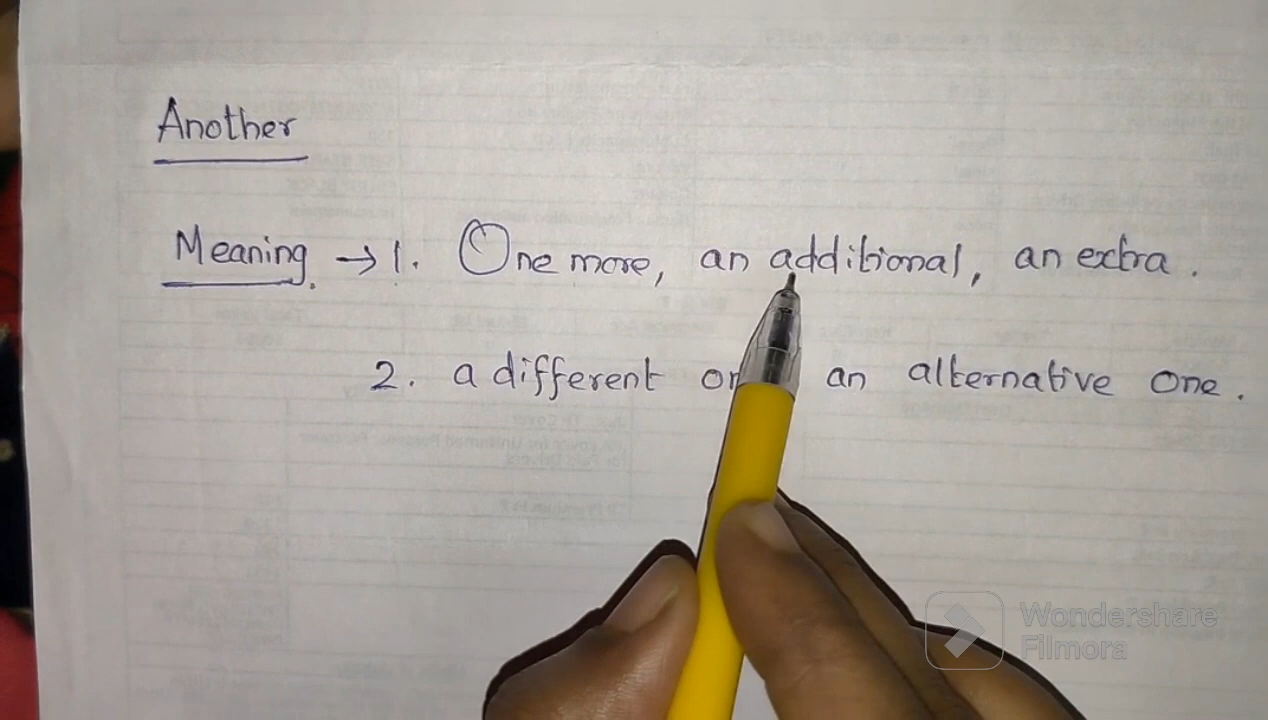 Another
Meaning → 1. One more, an additional, an extra.
2. a different an alternative one.
Wondershare
Filmora